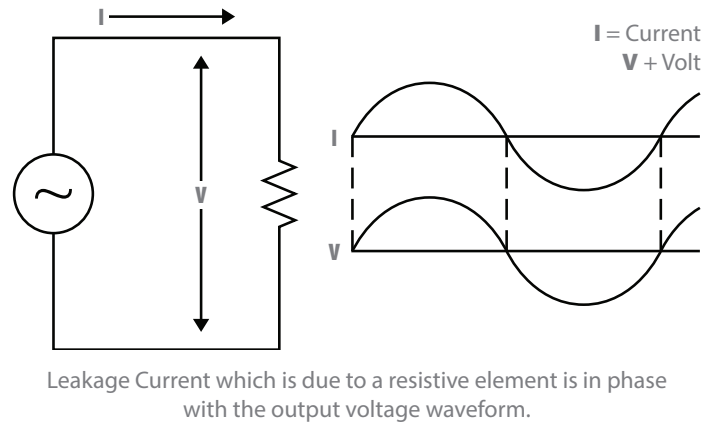 I
I = Current
V + Volt
V
I
V
Leakage Current which is due to a resistive element is in phase
with the output voltage waveform.